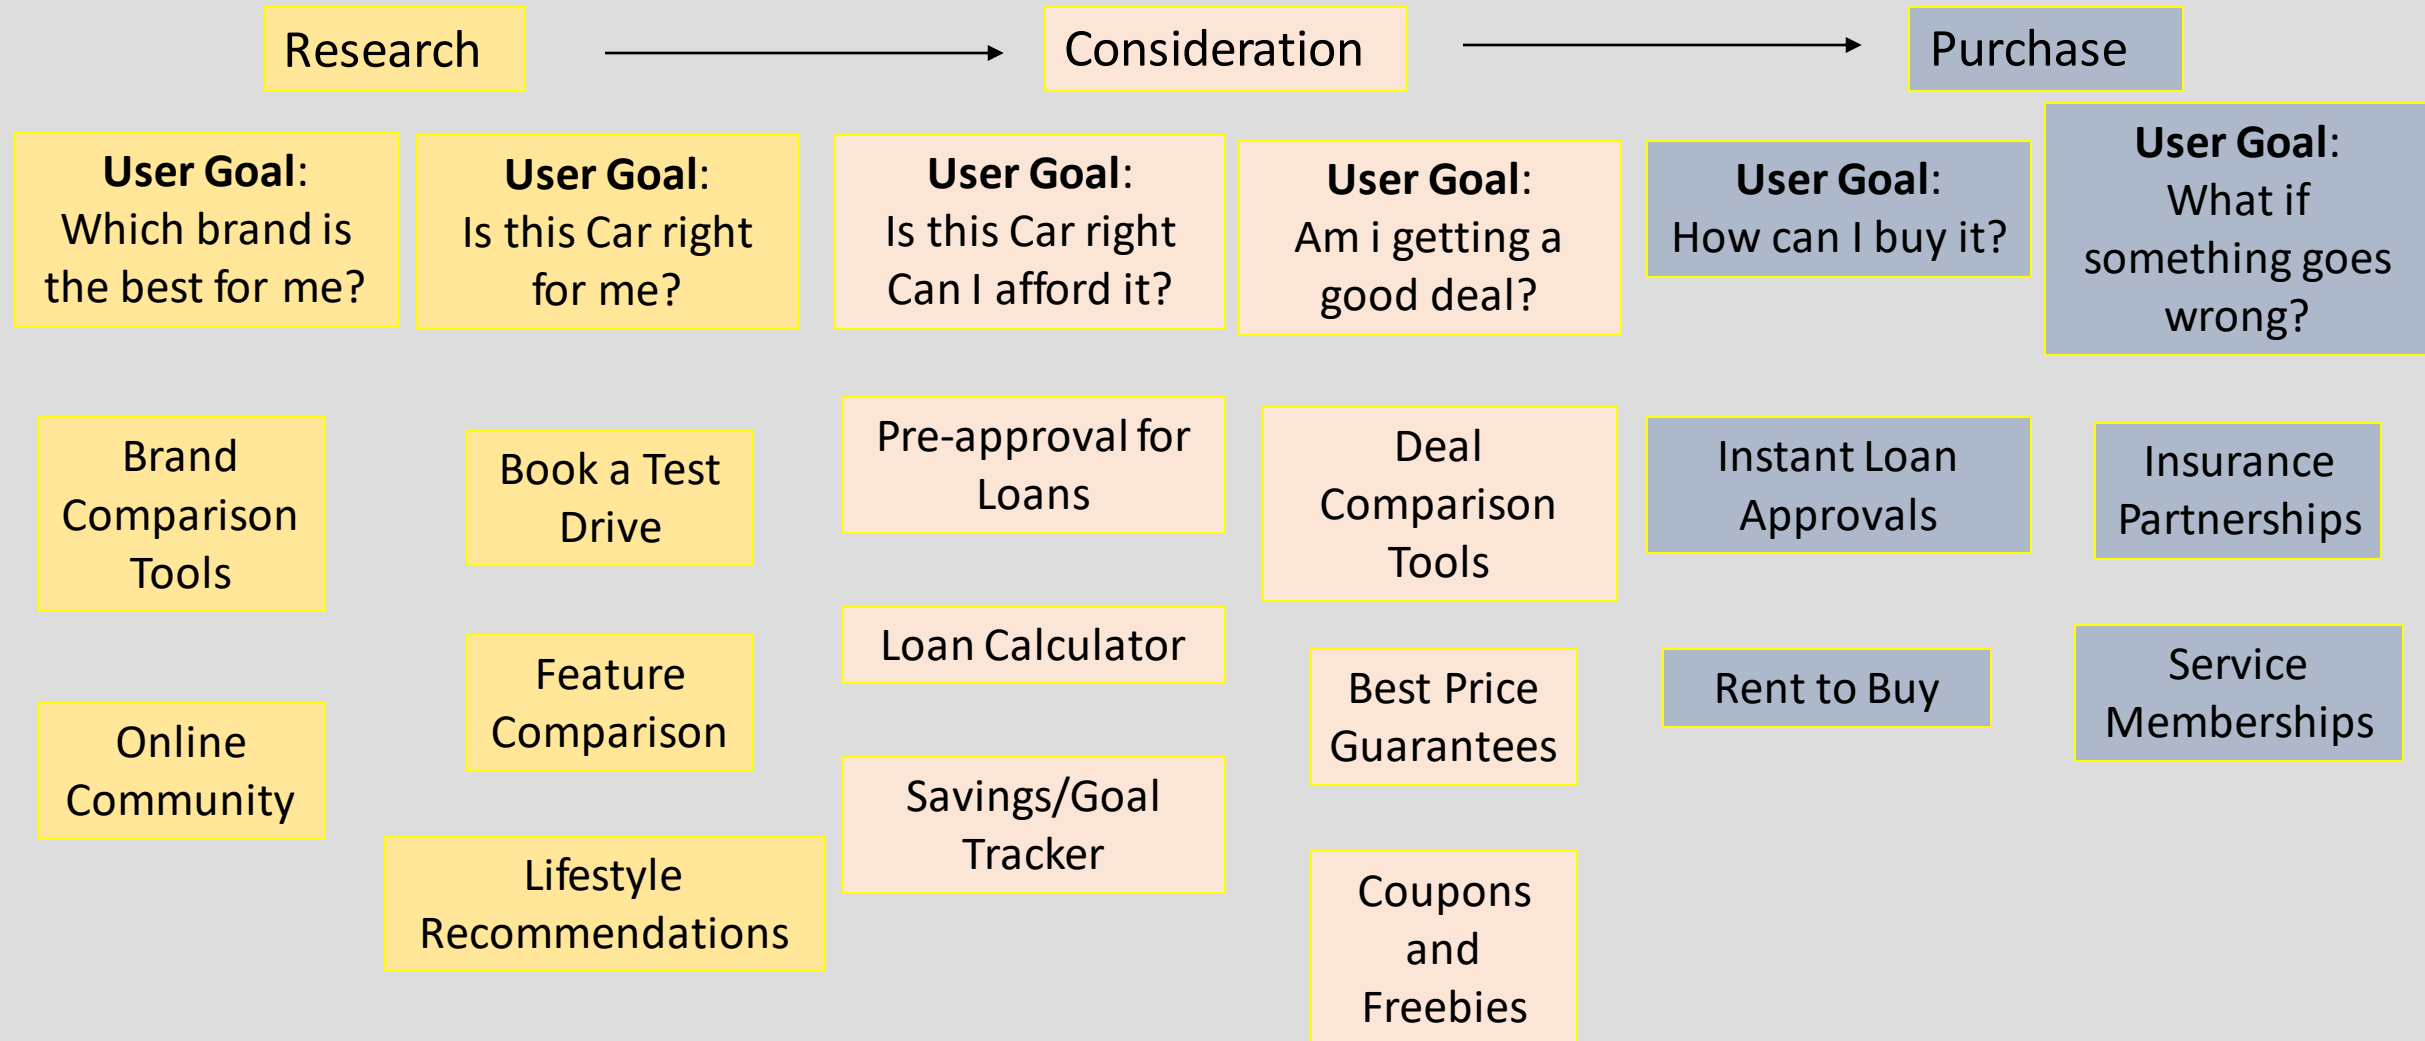 Research
Consideration
Purchase
User Goal:
Which brand is
the best for me?
User Goal:
Is this Car right
for me?
User Goal:
Is this Car right
Can I afford it?
User Goal:
Am i getting a
good deal?
User Goal:
How can I buy it?
User Goal:
What if
something goes
wrong?
Brand
Comparison
Tools
Online
Community
Book a Test
Drive
Feature
Comparison
Lifestyle
Recommendations
Pre-approval for
Loans
Loan Calculator
Savings/Goal
Tracker
Deal
Comparison
Tools
Best Price
Guarantees
Coupons
and
Freebies
Instant Loan
Approvals
Rent to Buy
Insurance
Partnerships
Service
Memberships